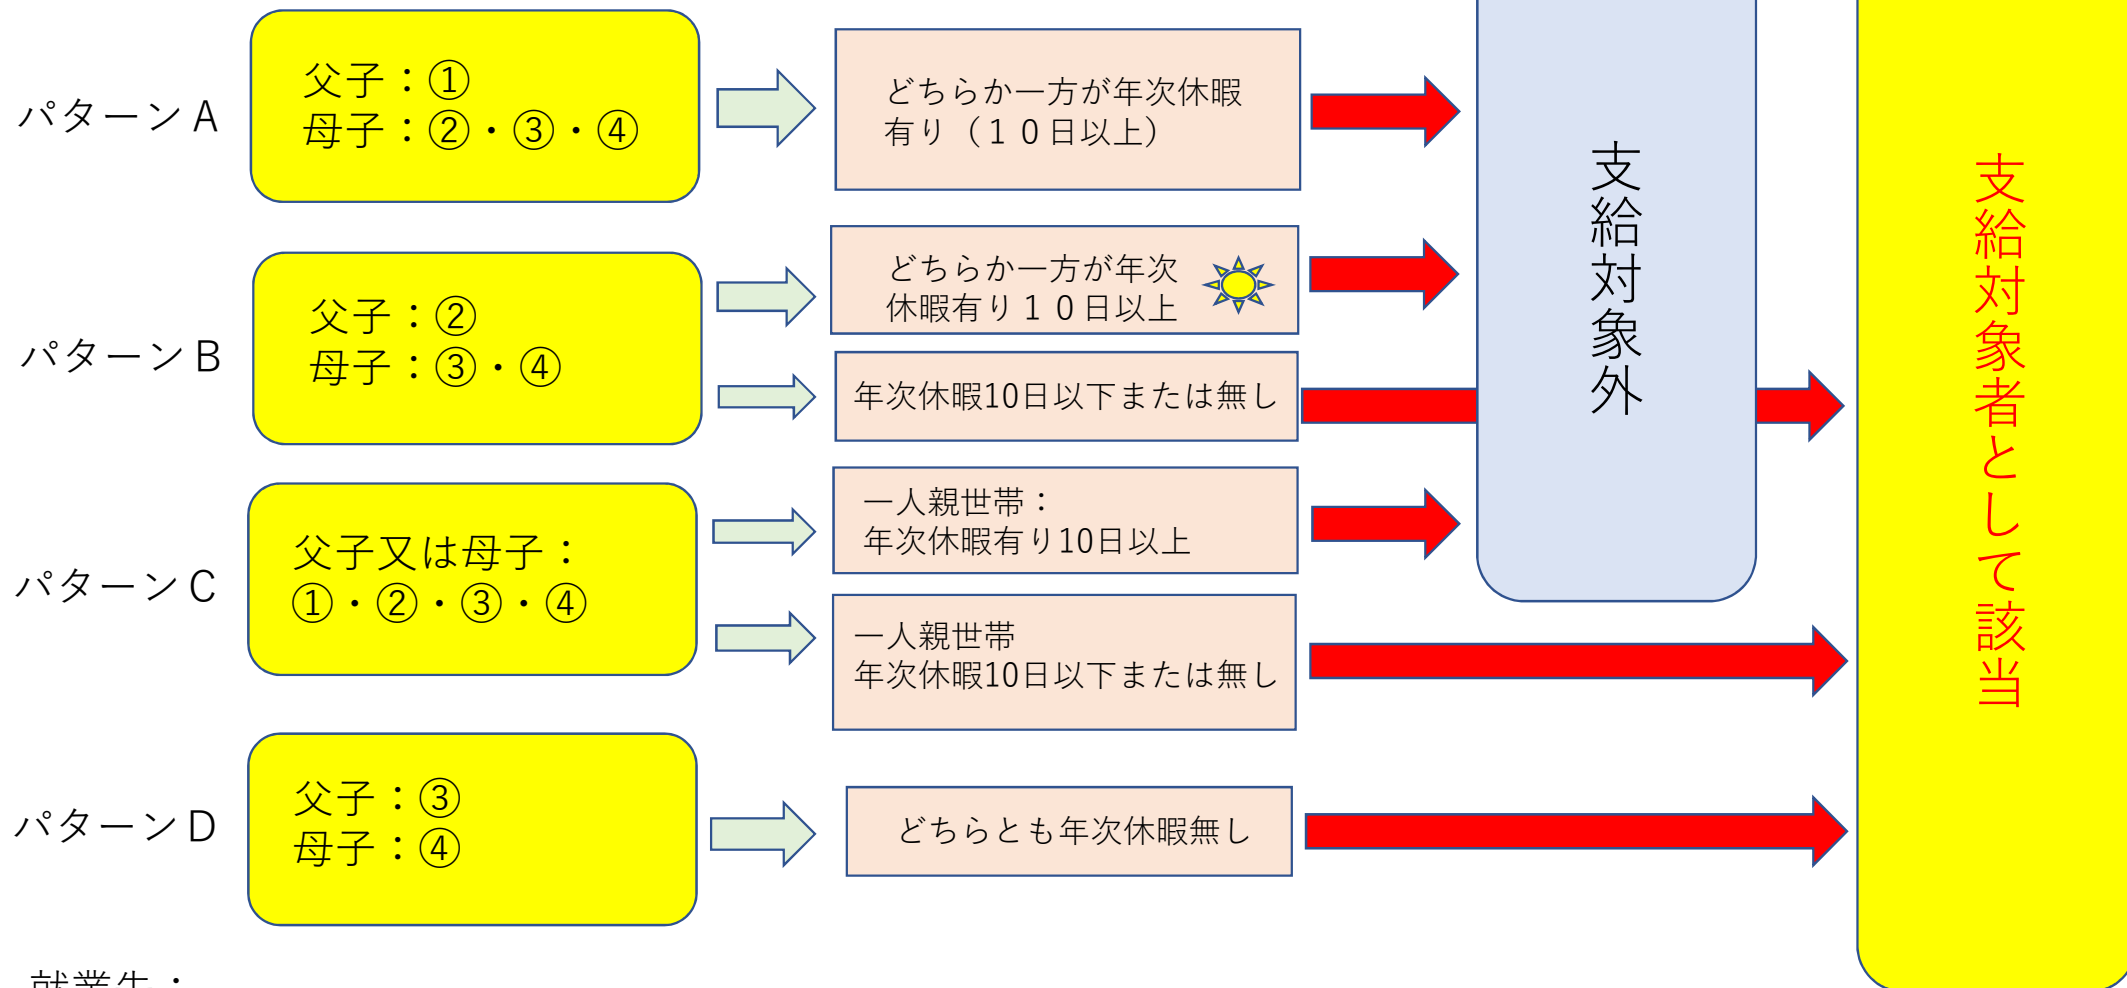 パターンA
父子：①
母子：②・③・④
どちらか一方が年次休暇
有り（１０日以上）
パターンB
父子：②
母子：③・④
どちらか一方が年次
休暇有り１０日以上
年次休暇10日以下または無し
パターンC
父子又は母子：
①・②・③・④
一人親世帯：
年次休暇有り10日以上
一人親世帯
年次休暇10日以下または無し
パターンD
父子：③
母子：④
どちらとも年次休暇無し
支給対象外
支給対象者として該当
就業先：